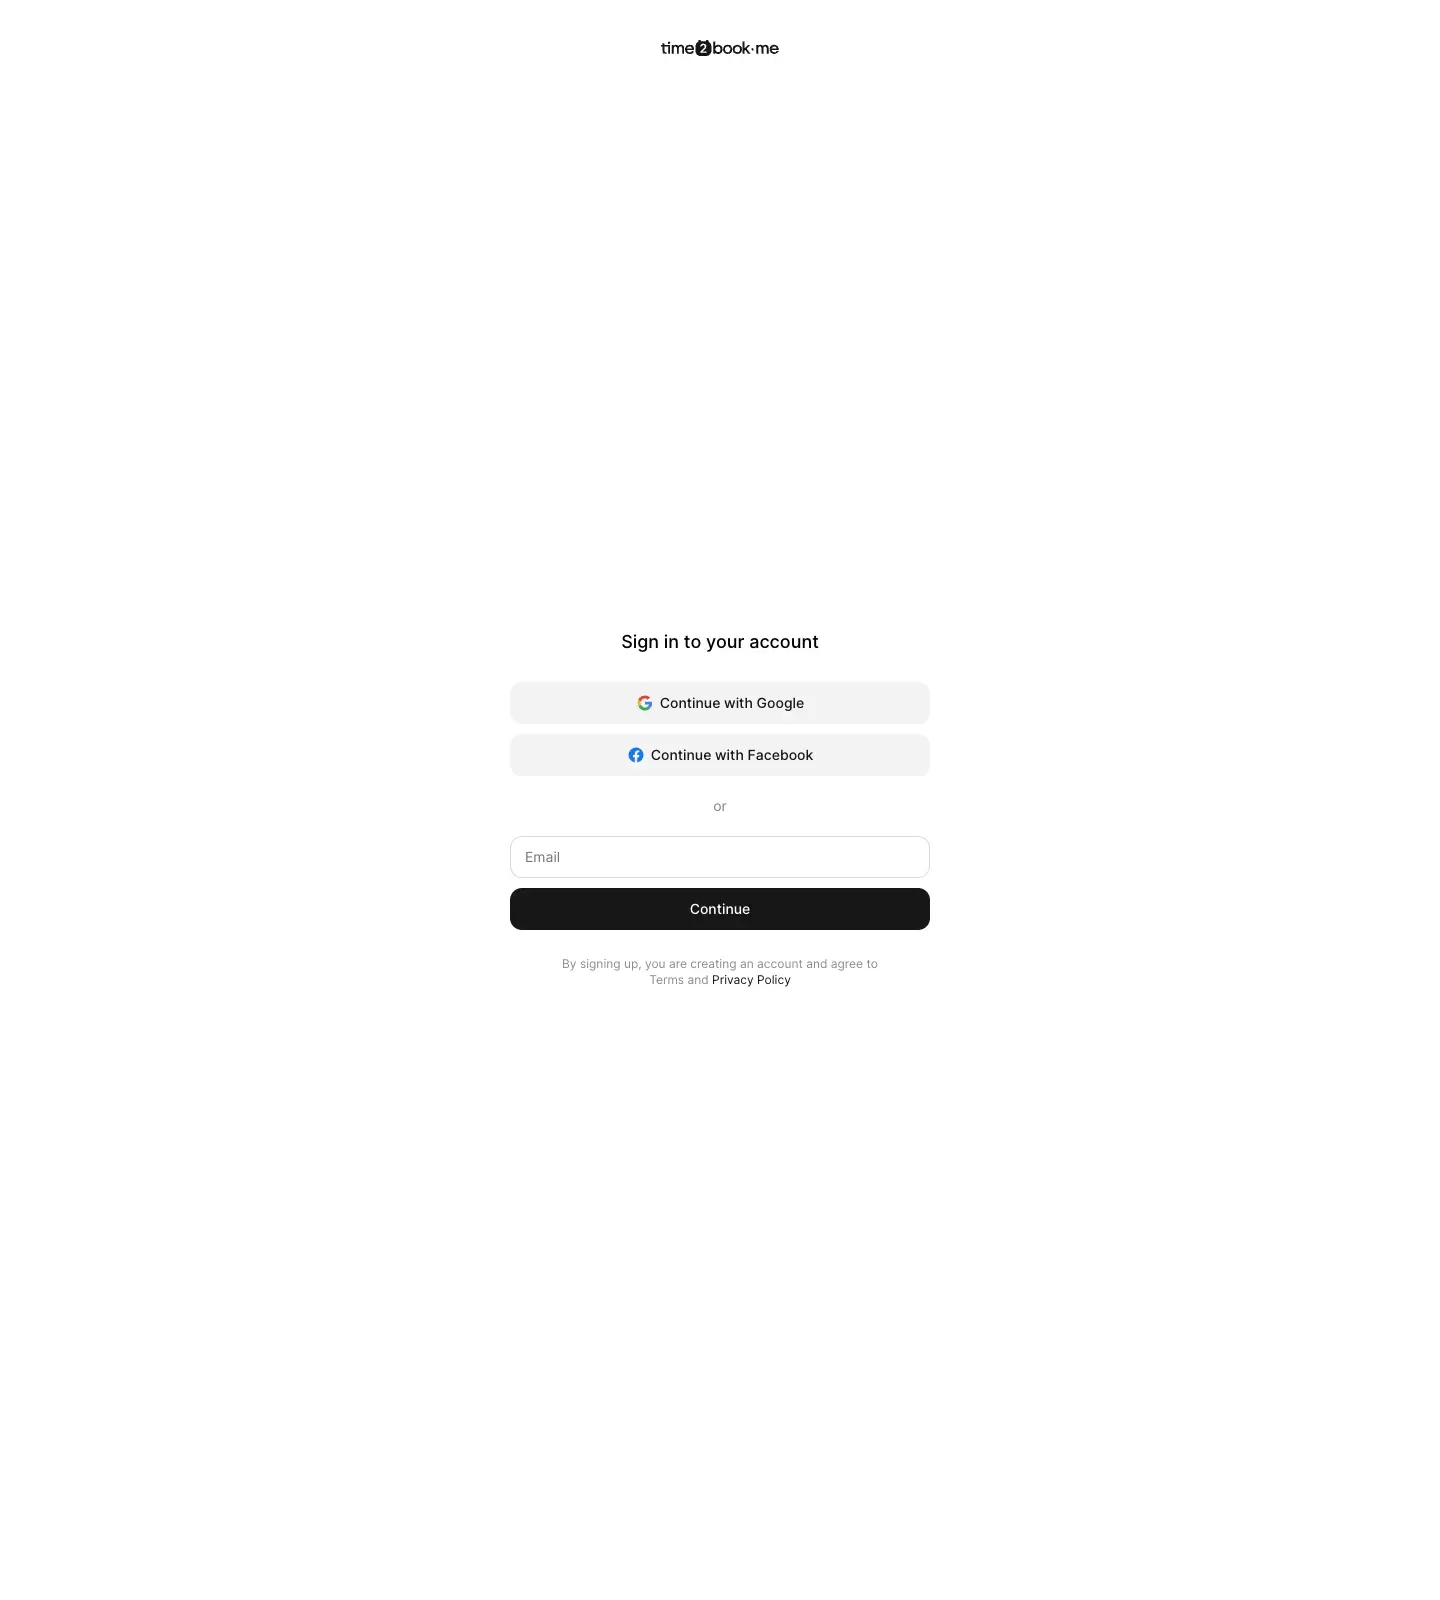 time2book·me
Sign in to your account
Continue with Google
Continue with Facebook
or
Email
Continue
By signing up, you are creating an account and agree to
Terms and Privacy Policy